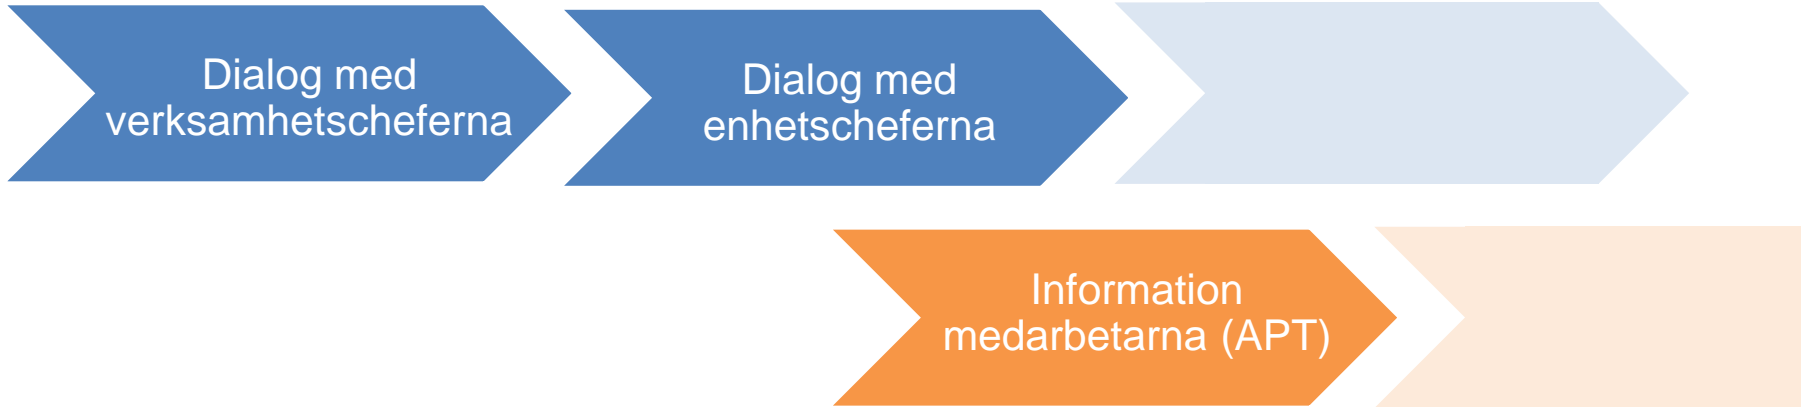 Dialog med
verksamhetscheferna
Dialog med
enhetscheferna
Information
medarbetarna (APT)